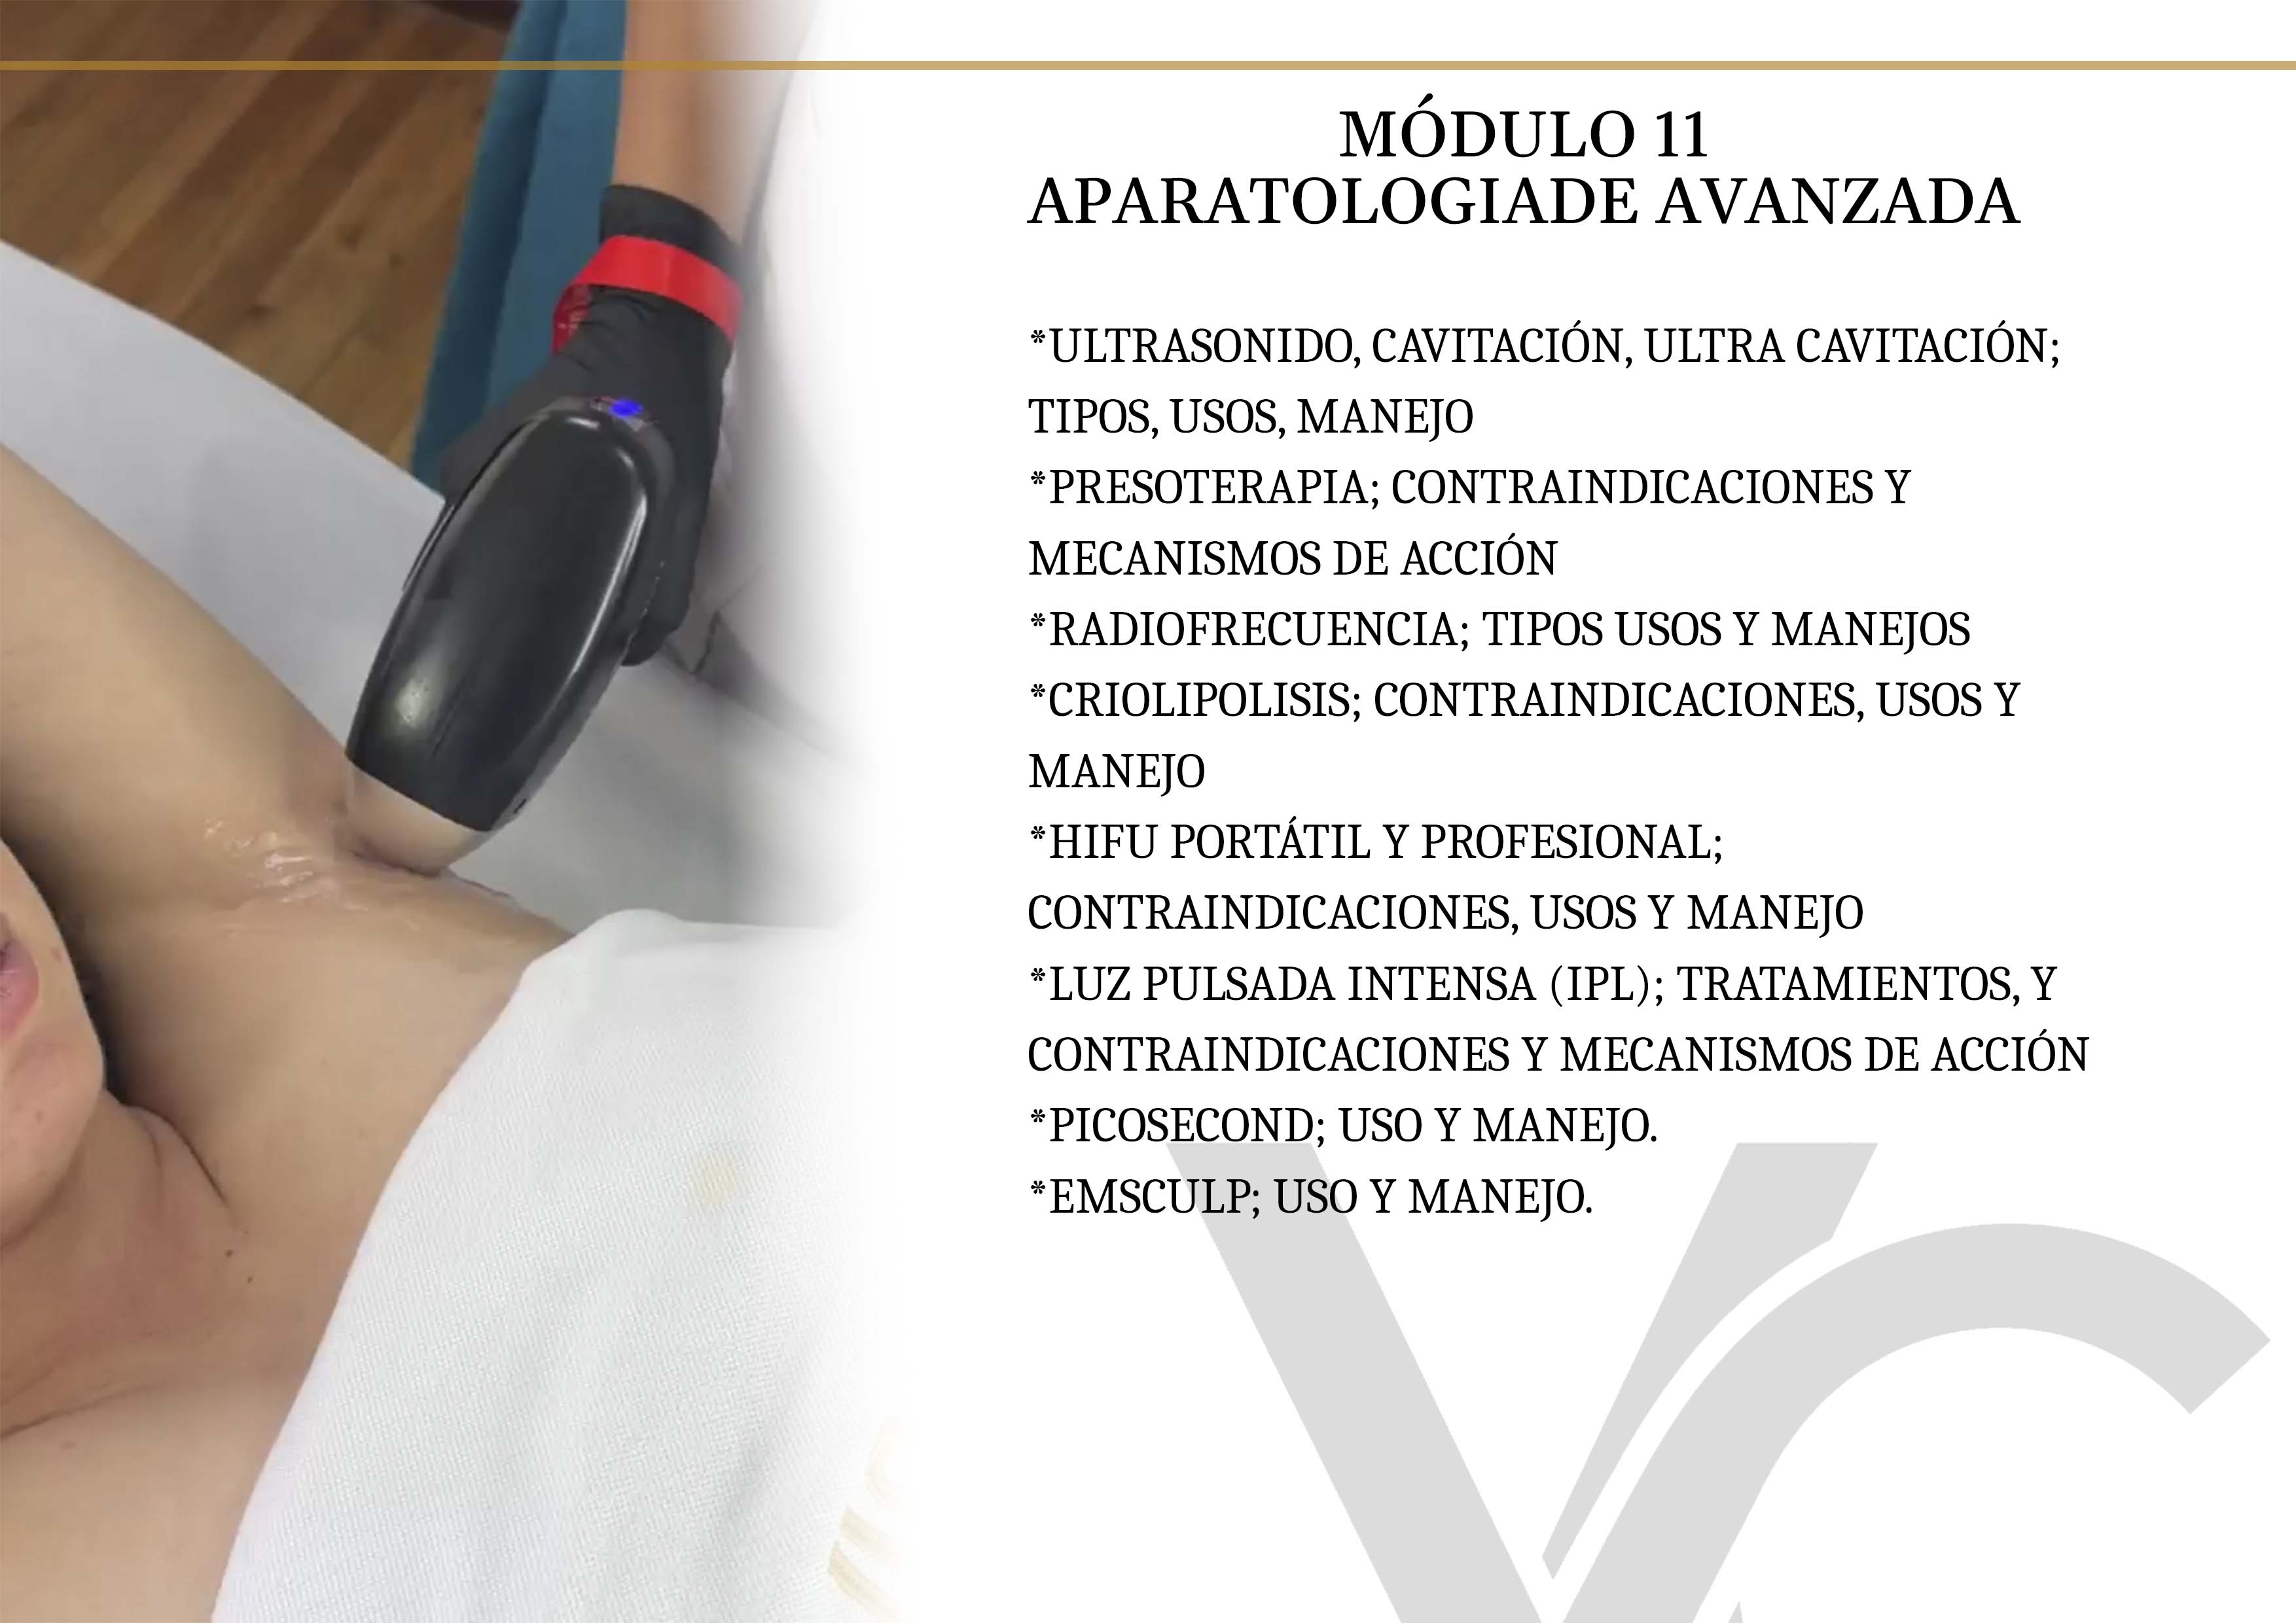 MÓDULO 11
APARATOLOGIADE AVANZADA
*ULTRASONIDO, CAVITACIÓN, ULTRA CAVITACIÓN;
TIPOS, USOS, MANEJO
*PRESOTERAPIA; CONTRAINDICACIONES Y
MECANISMOS DE ACCIÓN
*RADIOFRECUENCIA; TIPOS USOS Y MANEJOS
*CRIOLIPOLISIS; CONTRAINDICACIONES, USOS Y
MANEJO
*HIFU PORTÁTIL Y PROFESIONAL;
CONTRAINDICACIONES, USOS Y MANEJO
*LUZ PULSADA INTENSA (IPL); TRATAMIENTOS, Y
CONTRAINDICACIONES Y MECANISMOS DE ACCIÓN
*PICOSECOND; USO Y MANEJO.
*EMSCULP; USO Y MANEJO.